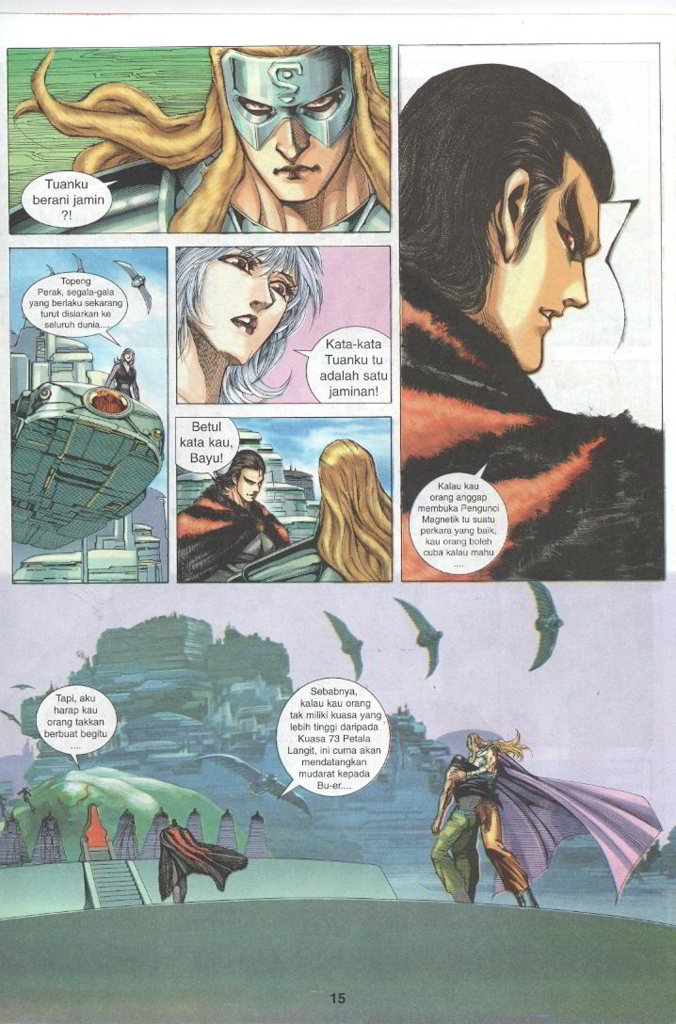 Tuanku
berani jamin
?!
Topeng
Perak, segala-gala
yang berlaku sekarang
turut disiarkan ke
seluruh dunia....
Kata-kata
Tuanku tu
adalah satu
jaminan!
Betul
kata kau,
Bayu!
Kalau kau
orang anggap
membuka Pengunci
Magnetik tu suatu
perkara yang baik,
kau orang boleh
cuba kalau mahu
....
Tapi, aku
harap kau
orang takkan
berbuat begitu
....
Sebabnya,
kalau kau orang
tak miliki kuasa yang
lebih tinggi daripada
Kuasa 73 Petala
Langit, ini cuma akan
mendatangkan
mudarat kepada
Bu-er....
15